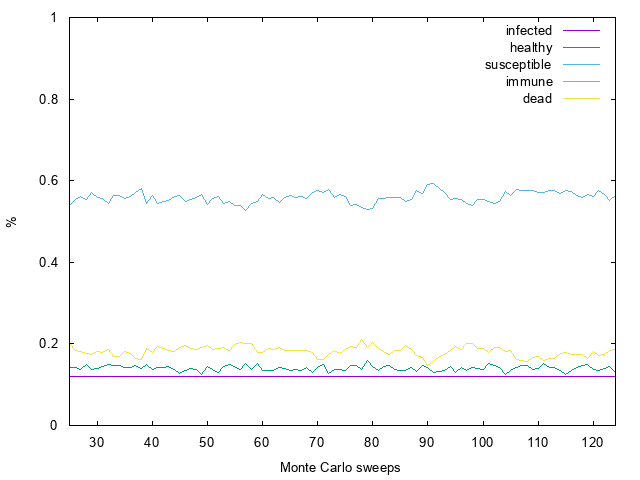 1
0.8
0.6
0.4
0.2
0
%
infected
healthy
susceptible
immune
dead
30 40 50 60 70 80 90 100 110 120
Monte Carlo sweeps